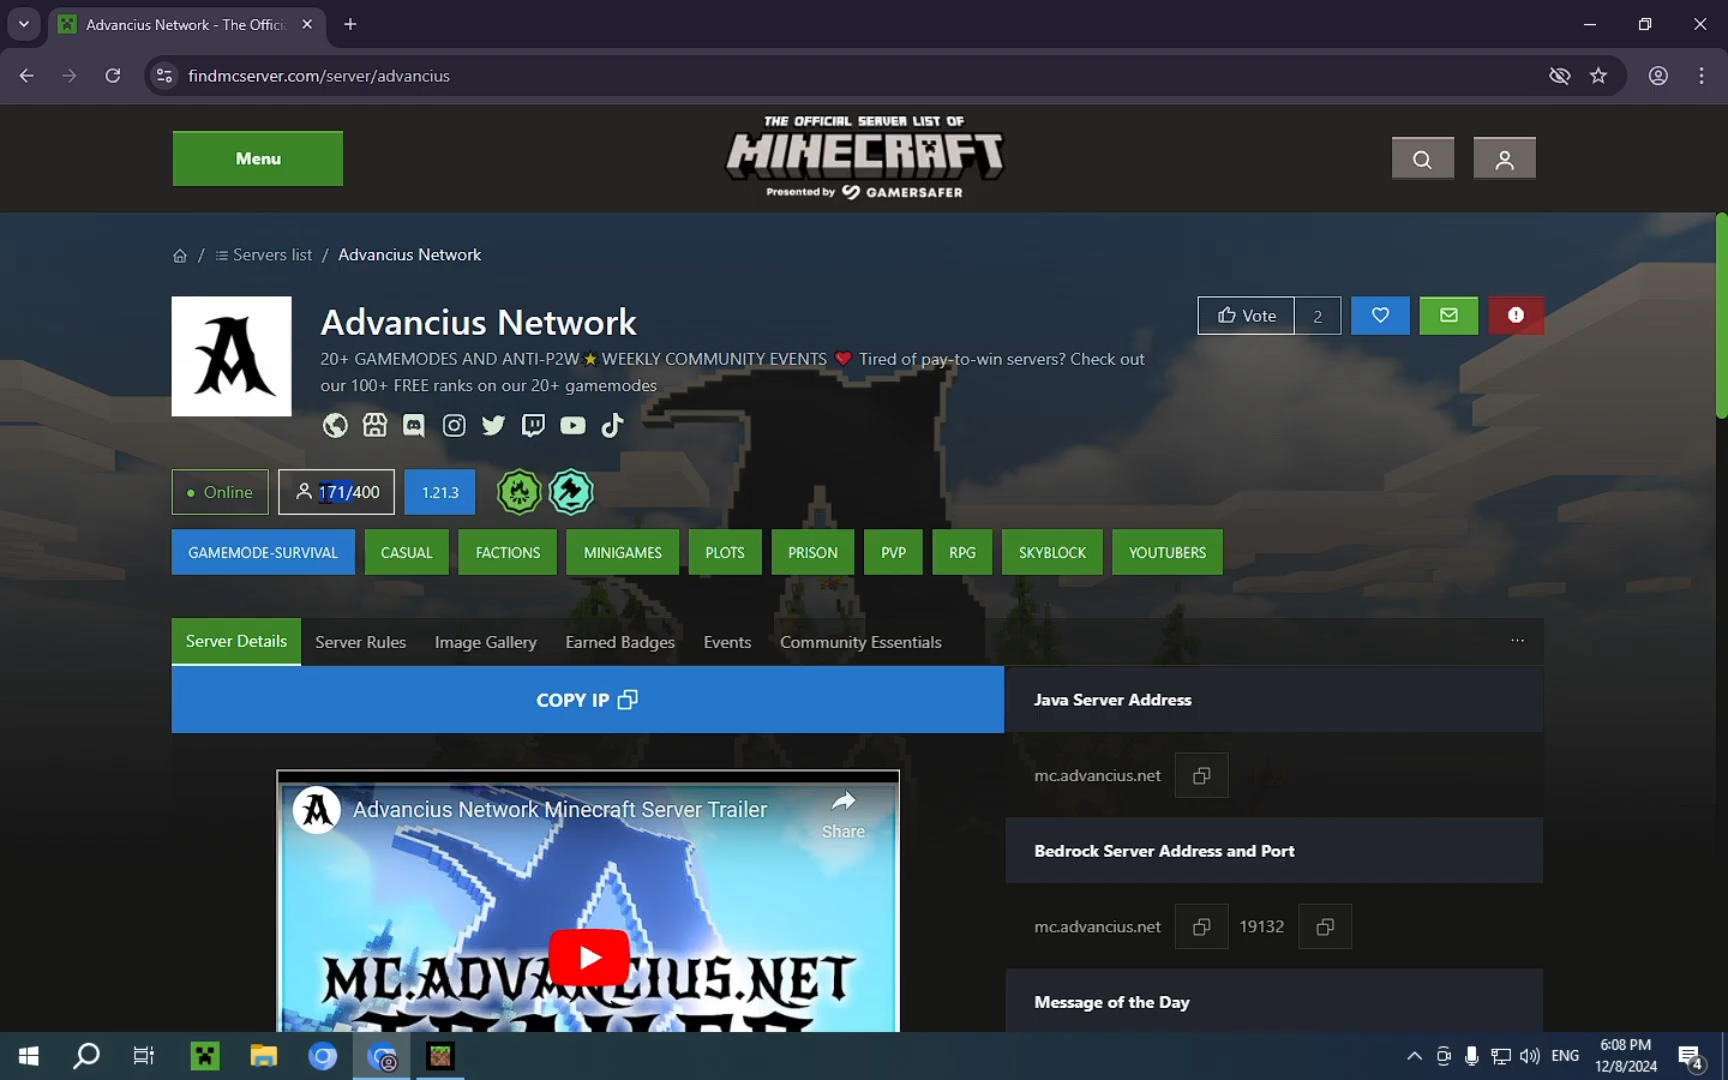 Advancius Network - The Offici
findmcserver.com/server/advancius
Menu
THE OFFICIAL SERVER LIST OF
MINECRAFT
Presented by GAMERSAFER
/ Servers list / Advancius Network
A
Advancius Network
20+ GAMEMODES AND ANTI-P2W⭐WEEKLY COMMUNITY EVENTS ❤️ Tired of pay-to-win servers? Check out
our 100+ FREE ranks on our 20+ gamemodes
Vote 2
Online
171/400
1.21.3
GAMEMODE-SURVIVAL
CASUAL
FACTIONS
MINIGAMES
PLOTS
PRISON
PVP
RPG
SKYBLOCK
YOUTUBERS
Server Details
Server Rules
Image Gallery
Earned Badges
Events
Community Essentials
...
COPY IP
Java Server Address
mc.advancius.net
Bedrock Server Address and Port
mc.advancius.net 19132
Message of the Day
A
Advancius Network Minecraft Server Trailer
Share
MC.ADVANCIUS.NET
TRAILER
ENG
6:08 PM
12/8/2024
4